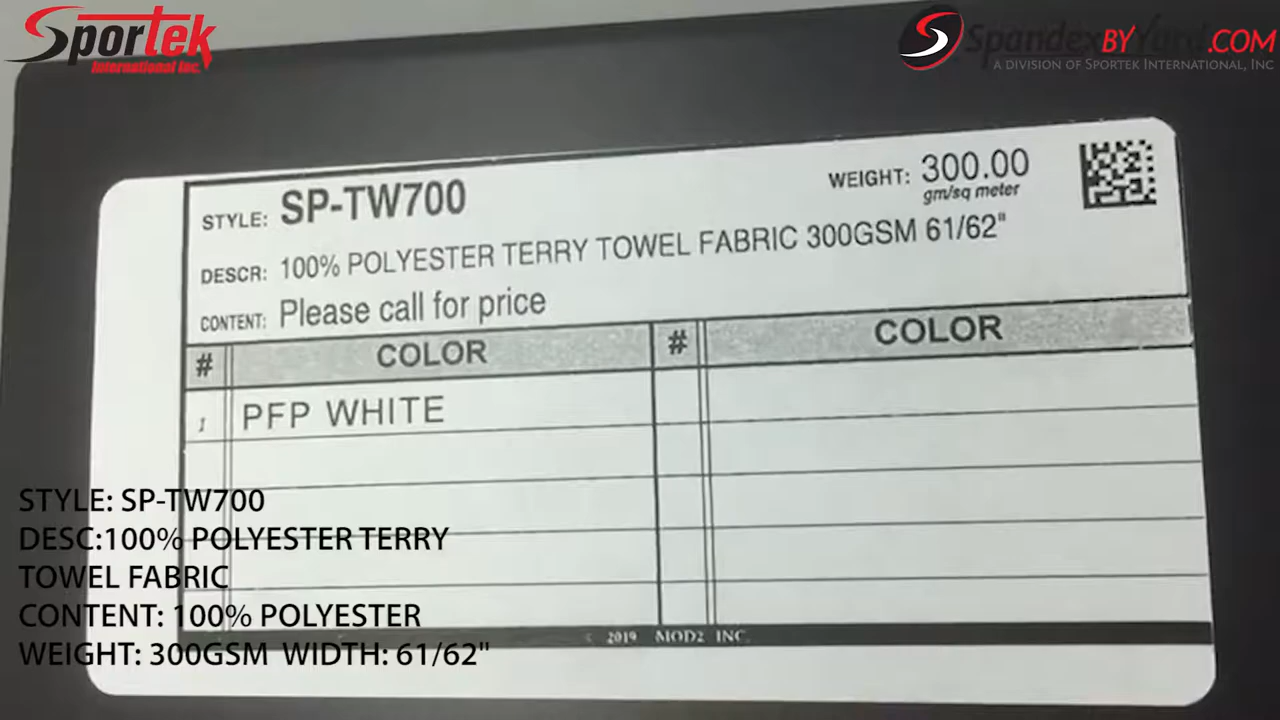 Sportek
International Inc.
SpandexBYYard.COM
A DIVISION OF SPORTEK INTERNATIONAL, INC
STYLE: SP-TW700
WEIGHT: 300.00
gm/sq meter
DESCR: 100% POLYESTER TERRY TOWEL FABRIC 300GSM 61/62"
CONTENT: Please call for price
# COLOR # COLOR
1 PFP WHITE
© 2019 MOD2 INC.
STYLE: SP-TW700
DESC:100% POLYESTER TERRY
TOWEL FABRIC
CONTENT: 100% POLYESTER
WEIGHT: 300GSM WIDTH: 61/62"